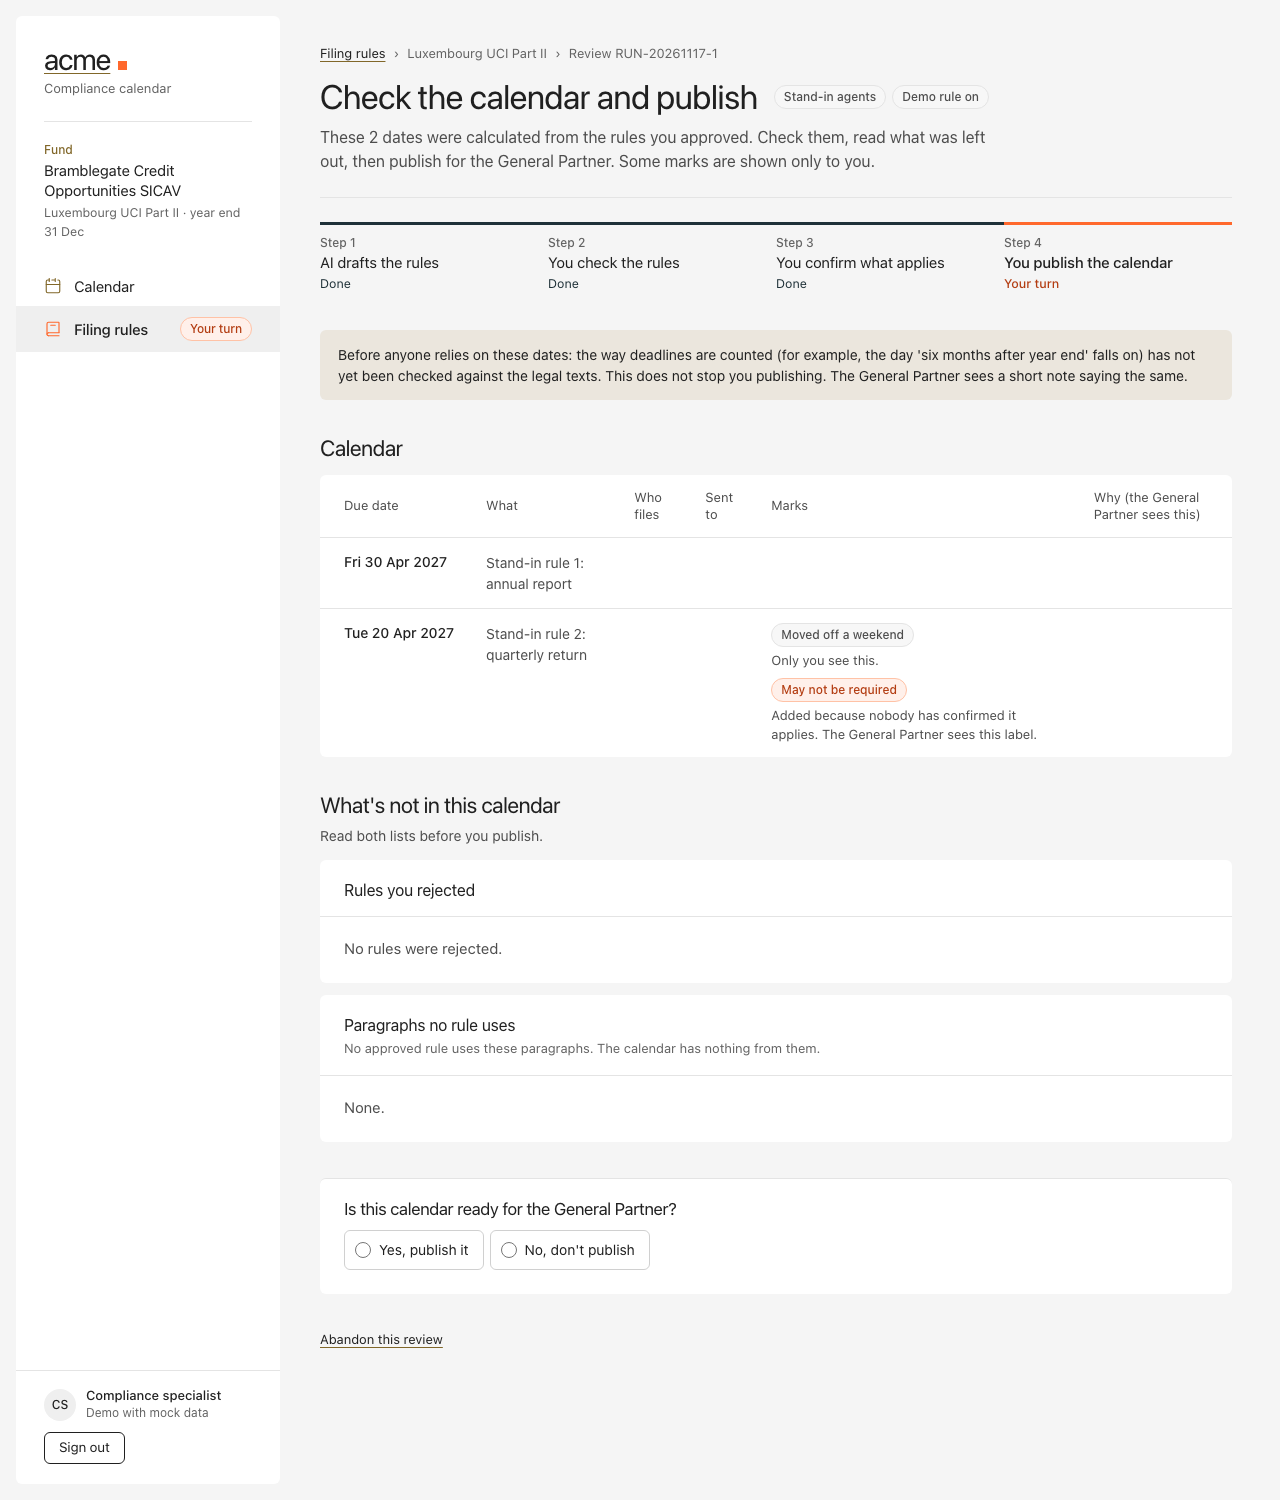 acme
Compliance calendar
Fund
Bramblegate Credit
Opportunities SICAV
Luxembourg UCI Part II · year end
31 Dec
Calendar
Filing rules
Your turn
CS
Compliance specialist
Demo with mock data
Sign out
Filing rules › Luxembourg UCI Part II › Review RUN-20261117-1
Check the calendar and publish
Stand-in agents
Demo rule on
These 2 dates were calculated from the rules you approved. Check them, read what was left
out, then publish for the General Partner. Some marks are shown only to you.
Step 1
AI drafts the rules
Done
Step 2
You check the rules
Done
Step 3
You confirm what applies
Done
Step 4
You publish the calendar
Your turn
Before anyone relies on these dates: the way deadlines are counted (for example, the day 'six months after year end' falls on) has not
yet been checked against the legal texts. This does not stop you publishing. The General Partner sees a short note saying the same.
Calendar
Due date
What
Who
files
Sent
to
Marks
Why (the General
Partner sees this)
Fri 30 Apr 2027
Stand-in rule 1:
annual report
Tue 20 Apr 2027
Stand-in rule 2:
quarterly return
Moved off a weekend
Only you see this.
May not be required
Added because nobody has confirmed it
applies. The General Partner sees this label.
What's not in this calendar
Read both lists before you publish.
Rules you rejected
No rules were rejected.
Paragraphs no rule uses
No approved rule uses these paragraphs. The calendar has nothing from them.
None.
Is this calendar ready for the General Partner?
Yes, publish it
No, don't publish
Abandon this review